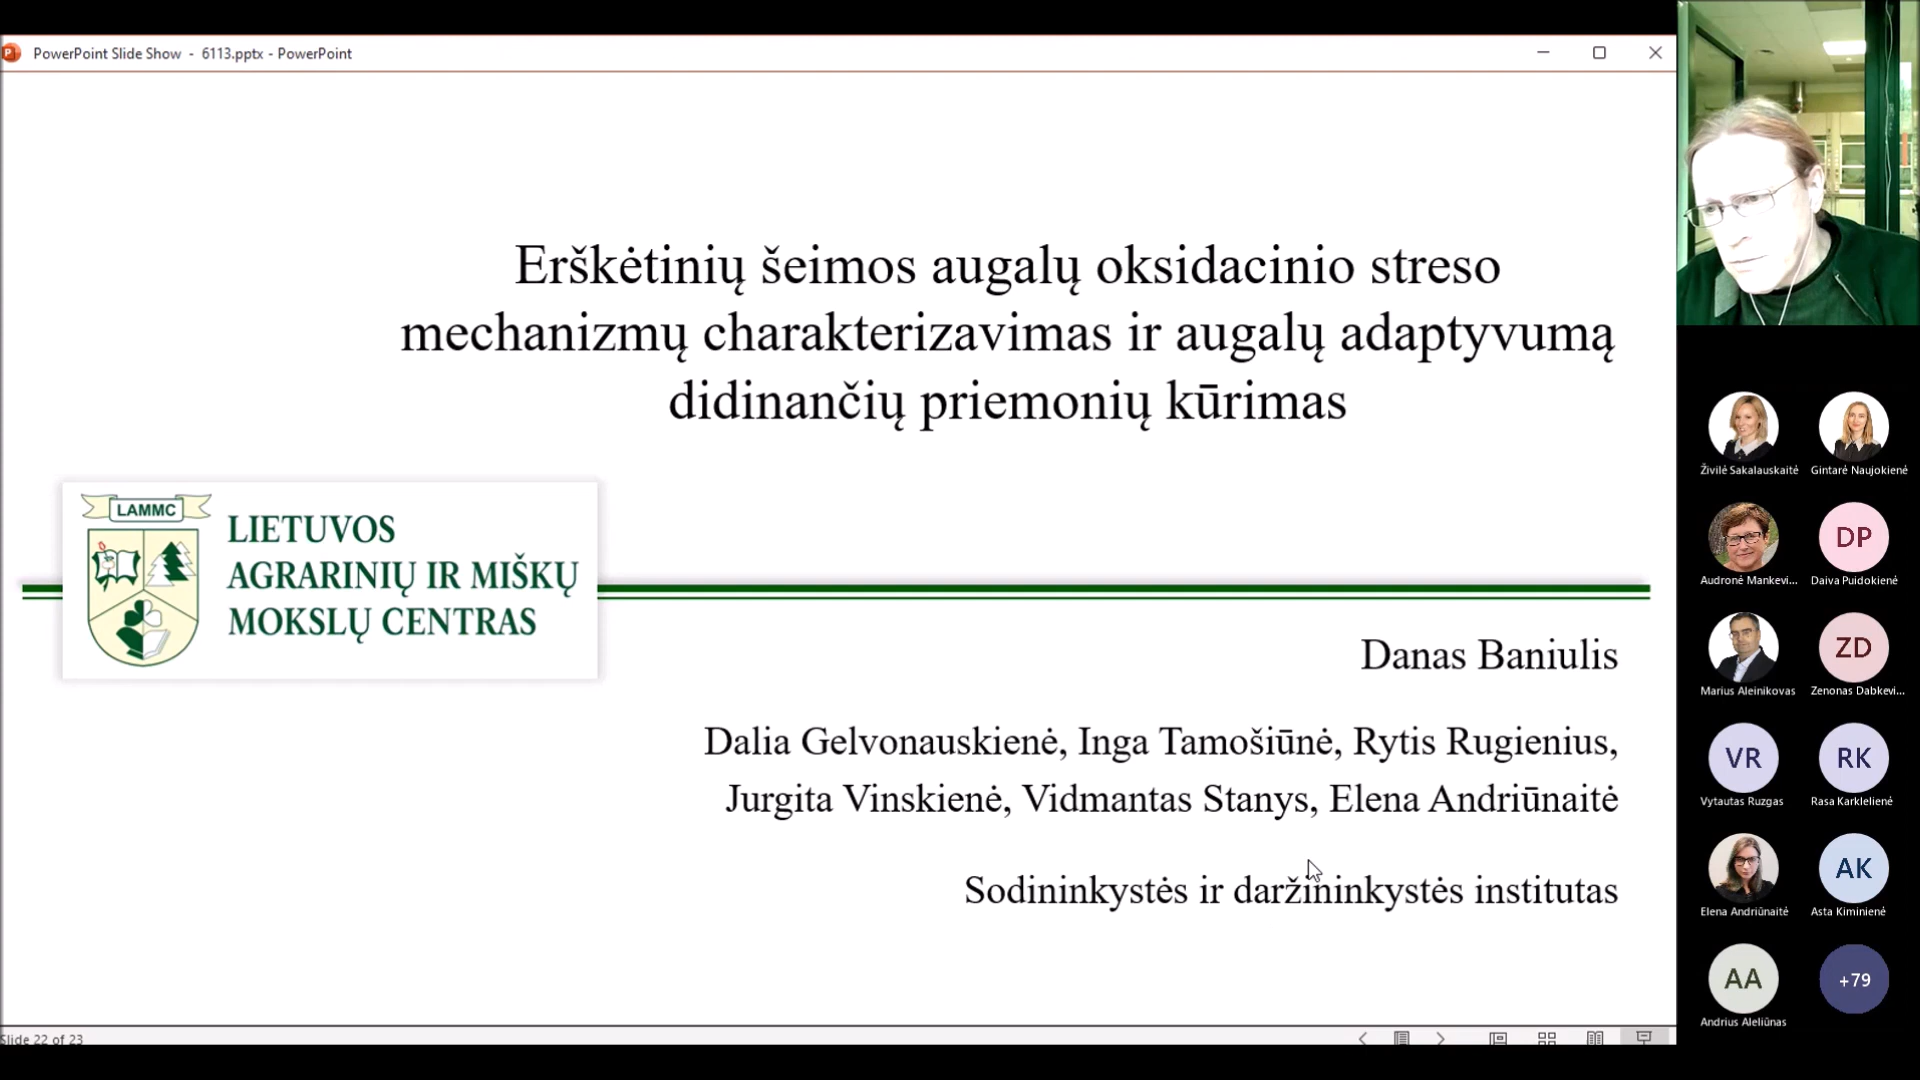 PowerPoint Slide Show - 6113.pptx - PowerPoint
Erškėtinių šeimos augalų oksidacinio streso
mechanizmų charakterizavimas ir augalų adaptyvumą
didinančių priemonių kūrimas
LAMMC
LIETUVOS
AGRARINIŲ IR MIŠKŲ
MOKSLŲ CENTRAS
Danas Baniulis
Dalia Gelvonauskienė, Inga Tamošiūnė, Rytis Rugienius,
Jurgita Vinskienė, Vidmantas Stanys, Elena Andriūnaitė
Sodininkystės ir daržininkystės institutas
Slide 22 of 23
Živilė Sakalauskaitė
Gintarė Naujokienė
Audronė Mankevi...
DP
Daiva Puidokienė
Marius Aleinikovas
ZD
Zenonas Dabkevi...
VR
Vytautas Ruzgas
RK
Rasa Karklelienė
Elena Andriūnaitė
AK
Asta Kiminienė
AA
Andrius Aleliūnas
+79